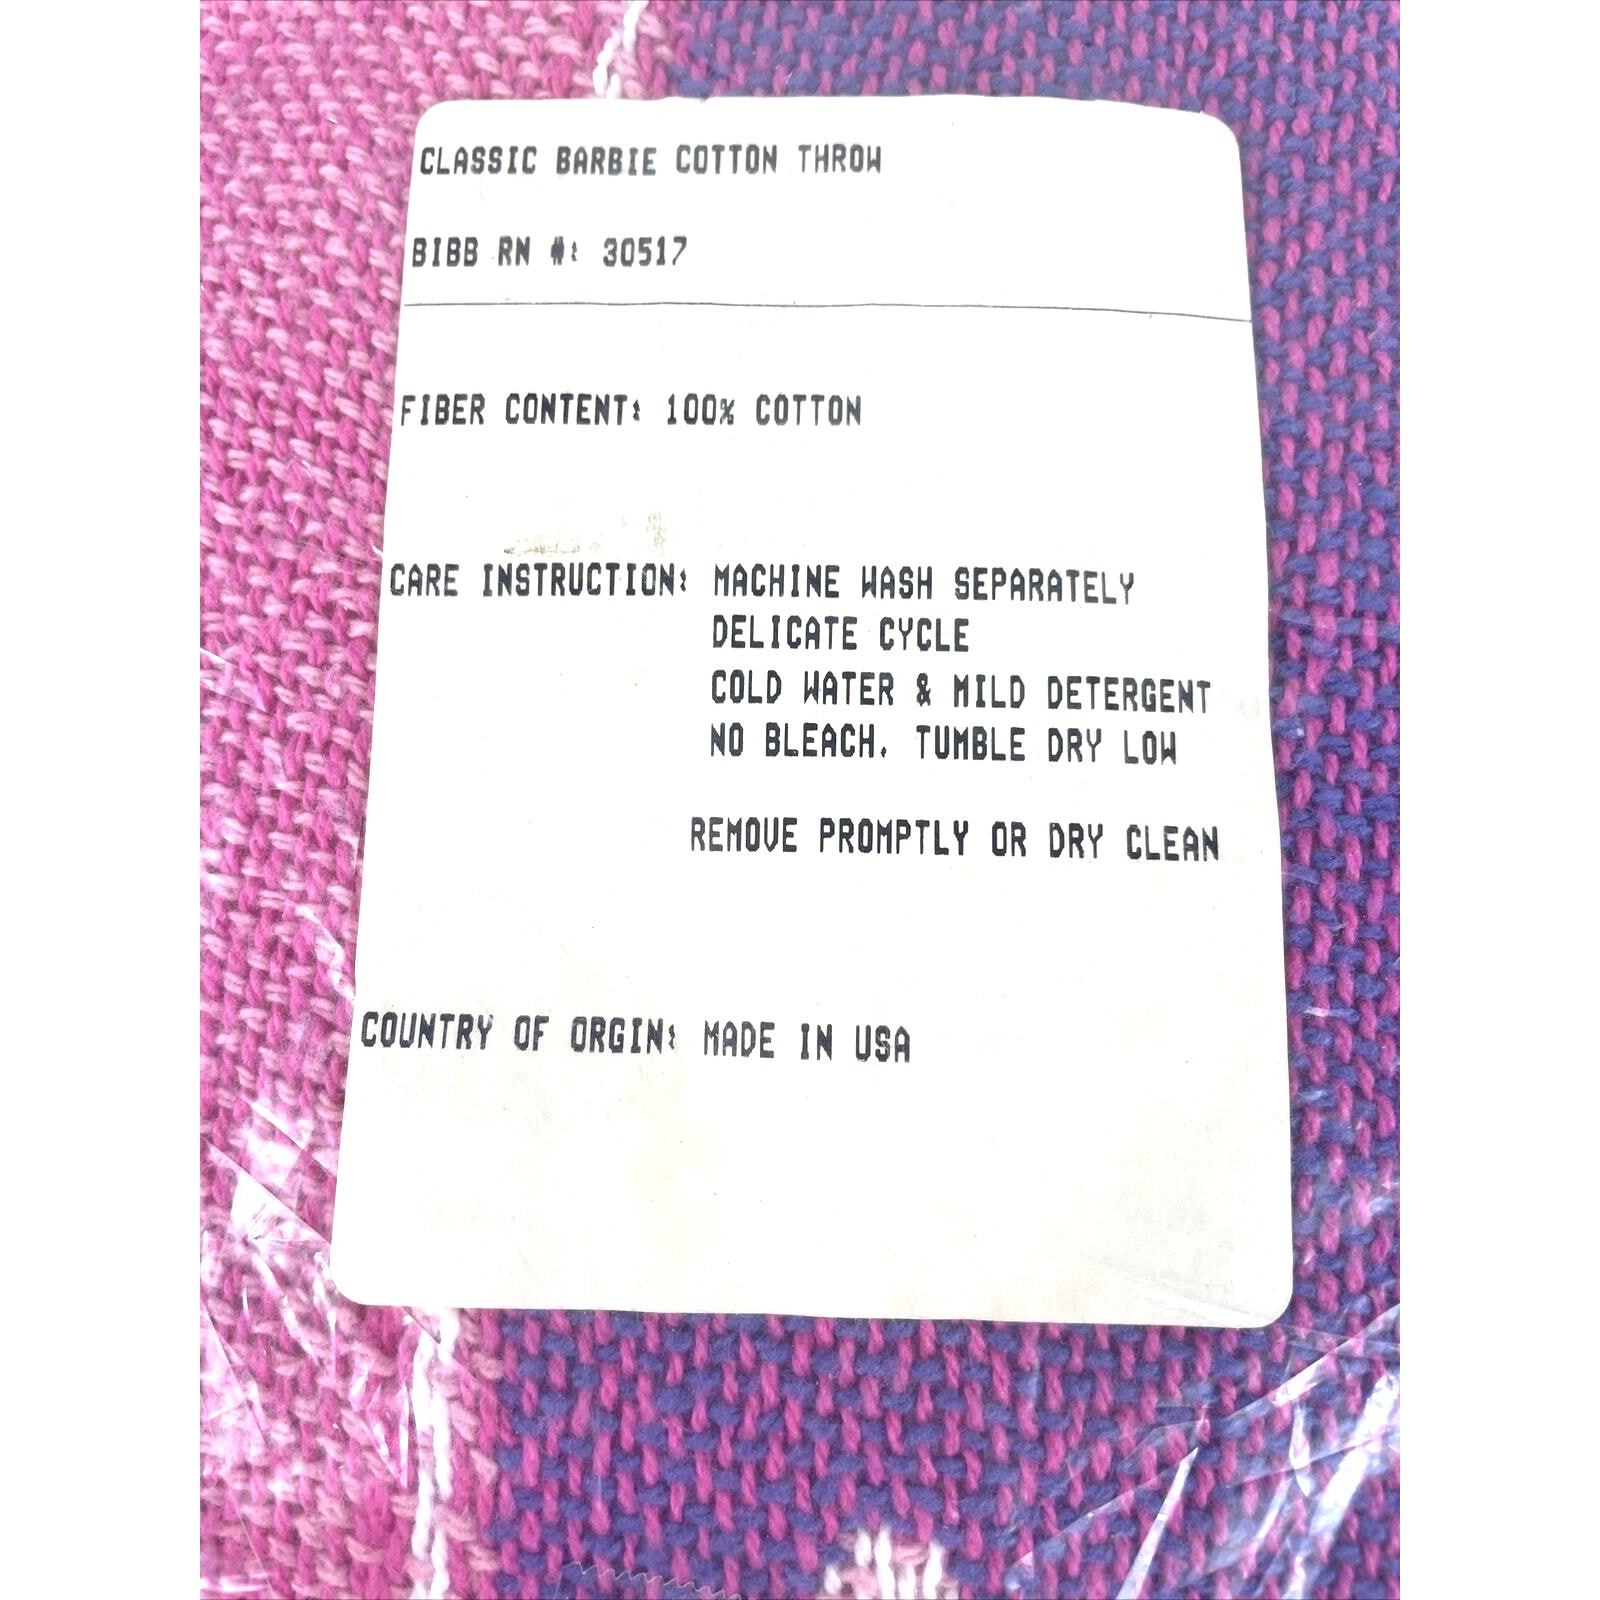 CLASSIC BARBIE COTTON THROW
BIBB RN #: 30517
FIBER CONTENT: 100% COTTON
CARE INSTRUCTION: MACHINE WASH SEPARATELY
DELICATE CYCLE
COLD WATER & MILD DETERGENT
NO BLEACH. TUMBLE DRY LOW
REMOVE PROMPTLY OR DRY CLEAN
COUNTRY OF ORGIN: MADE IN USA